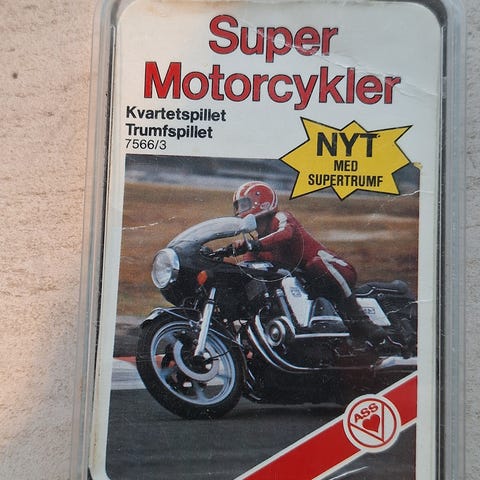 Super
Motorcykler
Kvartetspillet
Trumfspillet
7566/3
NYT
MED
SUPERTRUMF
ASS